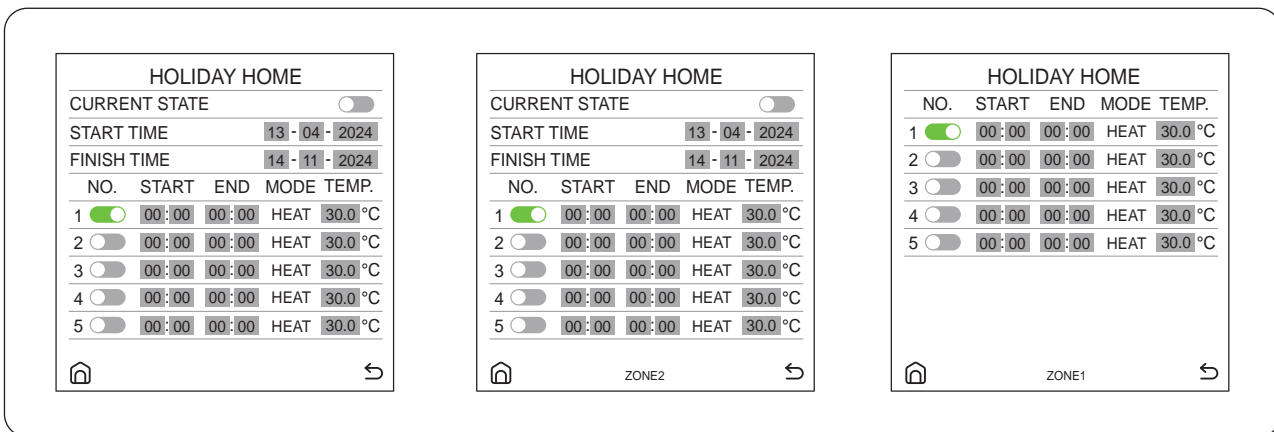 HOLIDAY HOME
CURRENT STATE
START TIME 13 - 04 - 2024
FINISH TIME 14 - 11 - 2024
NO. START END MODE TEMP.
1 00:00 00:00 HEAT 30.0 °C
2 00:00 00:00 HEAT 30.0 °C
3 00:00 00:00 HEAT 30.0 °C
4 00:00 00:00 HEAT 30.0 °C
5 00:00 00:00 HEAT 30.0 °C
HOLIDAY HOME
CURRENT STATE
START TIME 13 - 04 - 2024
FINISH TIME 14 - 11 - 2024
NO. START END MODE TEMP.
1 00:00 00:00 HEAT 30.0 °C
2 00:00 00:00 HEAT 30.0 °C
3 00:00 00:00 HEAT 30.0 °C
4 00:00 00:00 HEAT 30.0 °C
5 00:00 00:00 HEAT 30.0 °C
ZONE2
HOLIDAY HOME
NO. START END MODE TEMP.
1 00:00 00:00 HEAT 30.0 °C
2 00:00 00:00 HEAT 30.0 °C
3 00:00 00:00 HEAT 30.0 °C
4 00:00 00:00 HEAT 30.0 °C
5 00:00 00:00 HEAT 30.0 °C
ZONE1